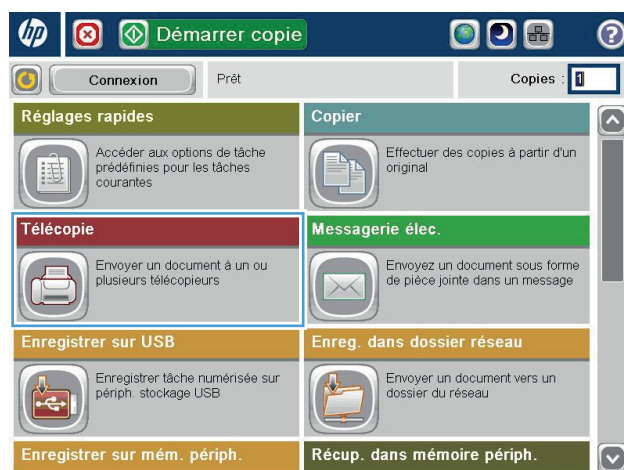 hp Démarrer copie ?
Connexion Prêt Copies : 1
Réglages rapides
Accéder aux options de tâche
prédéfinies pour les tâches
courantes
Copier
Effectuer des copies à partir d'un
original
Télécopie
Envoyer un document à un ou
plusieurs télécopieurs
Messagerie élec.
Envoyez un document sous forme
de pièce jointe dans un message
Enregistrer sur USB
Enregistrer tâche numérisée sur
périph. stockage USB
Enreg. dans dossier réseau
Envoyer un document vers un
dossier du réseau
Enregistrer sur mém. périph.
Récup. dans mémoire périph.